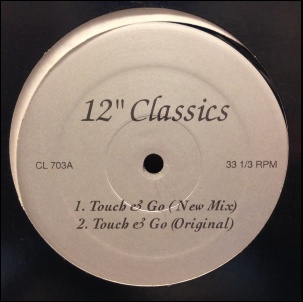 12" Classics
CL 703A
33 1/3 RPM
1. Touch & Go (New Mix)
2. Touch & Go (Original)